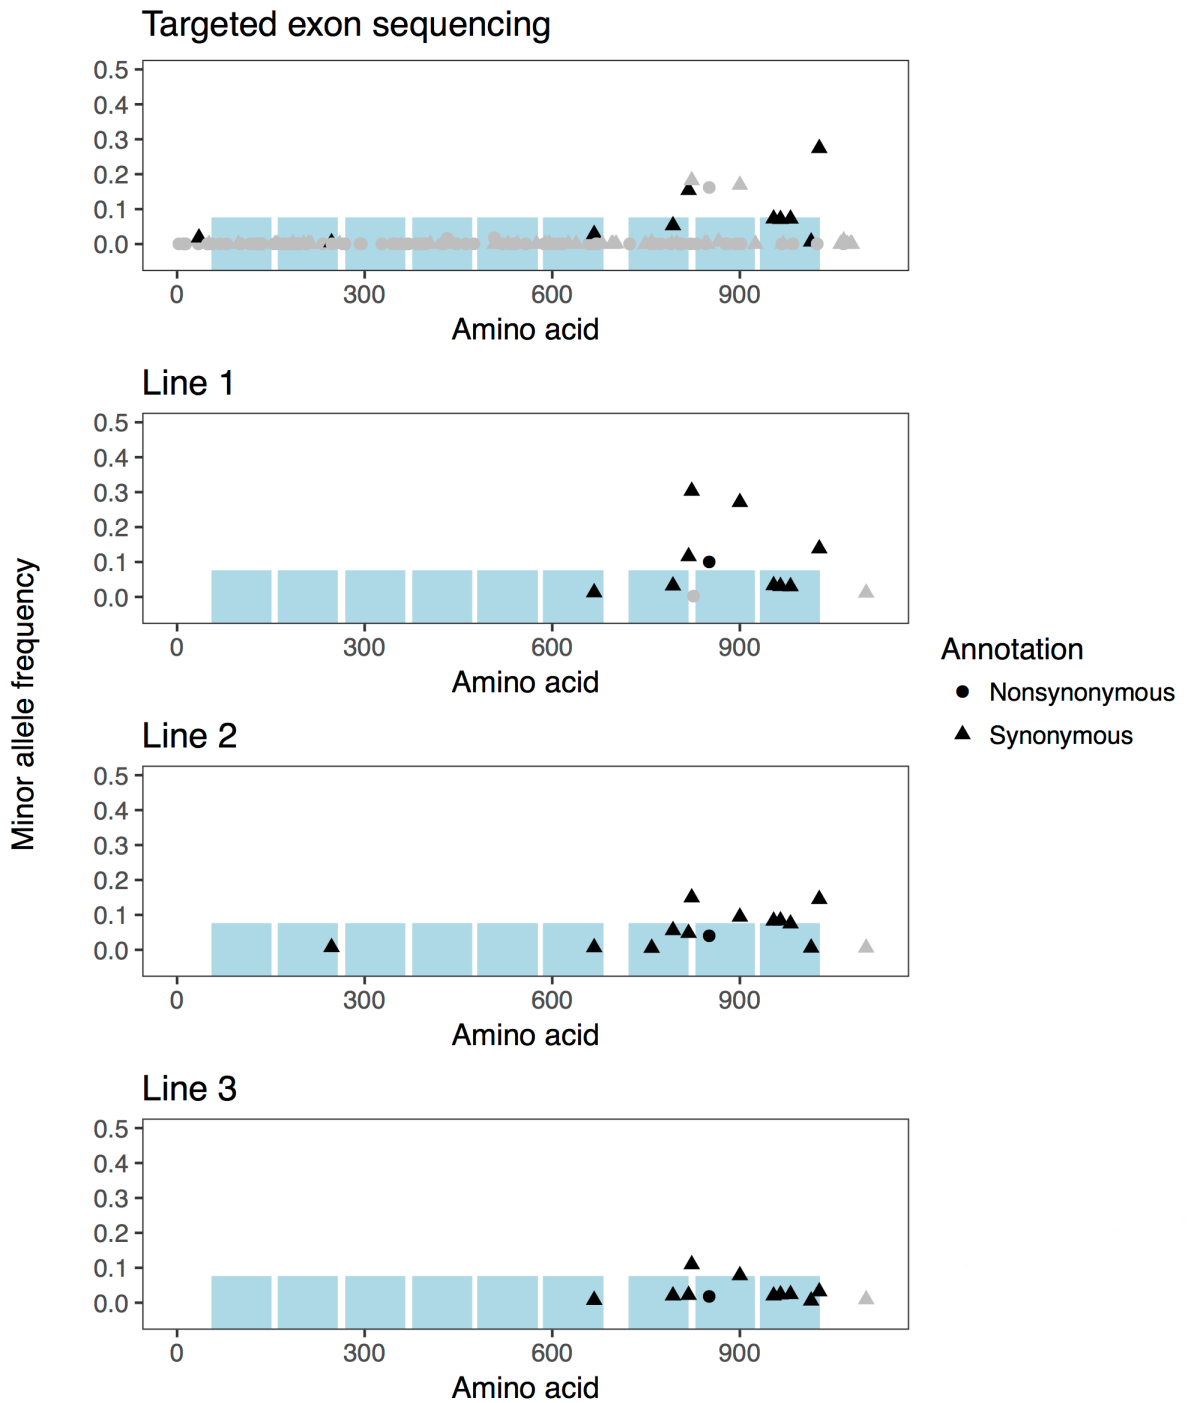 Targeted exon sequencing
0.5
0.4
0.3
0.2
0.1
0.0
0 300 600 900
Amino acid
Line 1
0.5
0.4
0.3
0.2
0.1
0.0
0 300 600 900
Amino acid
Line 2
0.5
0.4
0.3
0.2
0.1
0.0
0 300 600 900
Amino acid
Line 3
0.5
0.4
0.3
0.2
0.1
0.0
0 300 600 900
Amino acid
Minor allele frequency
Annotation
Nonsynonymous
Synonymous